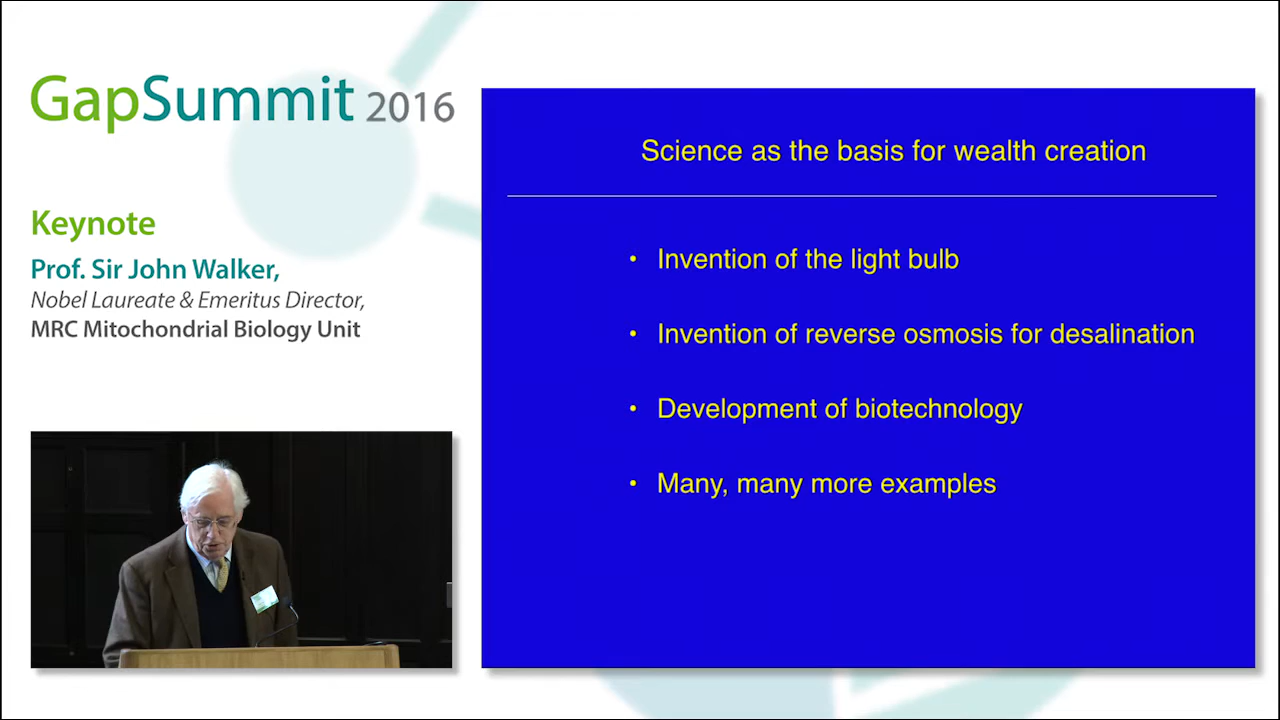 GapSummit 2016
Keynote
Prof. Sir John Walker,
Nobel Laureate & Emeritus Director,
MRC Mitochondrial Biology Unit
Science as the basis for wealth creation
• Invention of the light bulb
• Invention of reverse osmosis for desalination
• Development of biotechnology
• Many, many more examples